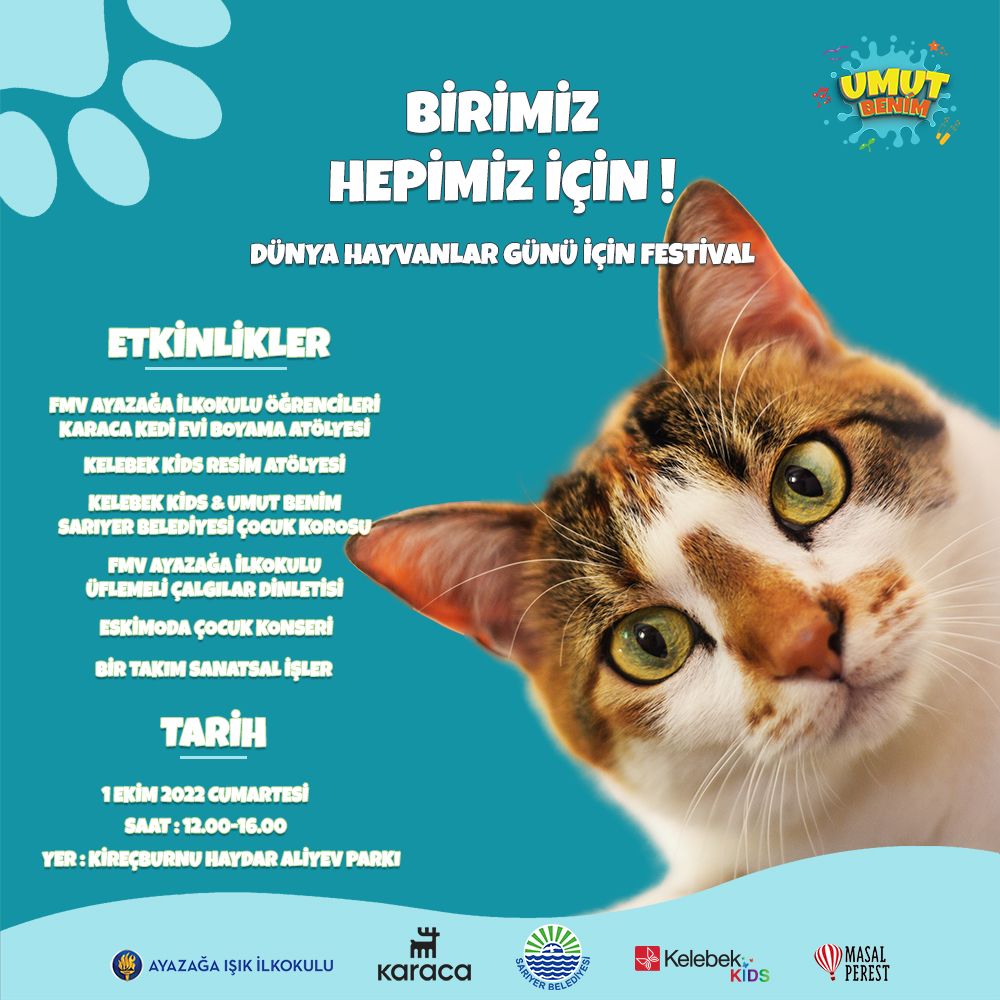 UMUT
BENİM
BİRİMİZ
HEPİMİZ İÇİN !
DÜNYA HAYVANLAR GÜNÜ İÇİN FESTİVAL
ETKİNLİKLER
FMV AYAZAĞA İLKOKULU ÖĞRENCİLERİ
KARACA KEDİ EVİ BOYAMA ATÖLYESİ
KELEBEK KİDS RESİM ATÖLYESİ
KELEBEK KİDS & UMUT BENİM
SARIYER BELEDİYESİ ÇOCUK KOROSU
FMV AYAZAĞA İLKOKULU
ÜFLEMELİ ÇALGILAR DİNLETİSİ
ESKİMODA ÇOCUK KONSERİ
BİR TAKIM SANATSAL İŞLER
TARİH
1 EKİM 2022 CUMARTESİ
SAAT : 12.00-16.00
YER : KİREÇBURNU HAYDAR ALİYEV PARKI
AYAZAĞA IŞIK İLKOKULU
karaca
SARIYER BELEDİYESİ
Kelebek
KIDS
MASAL
PEREST